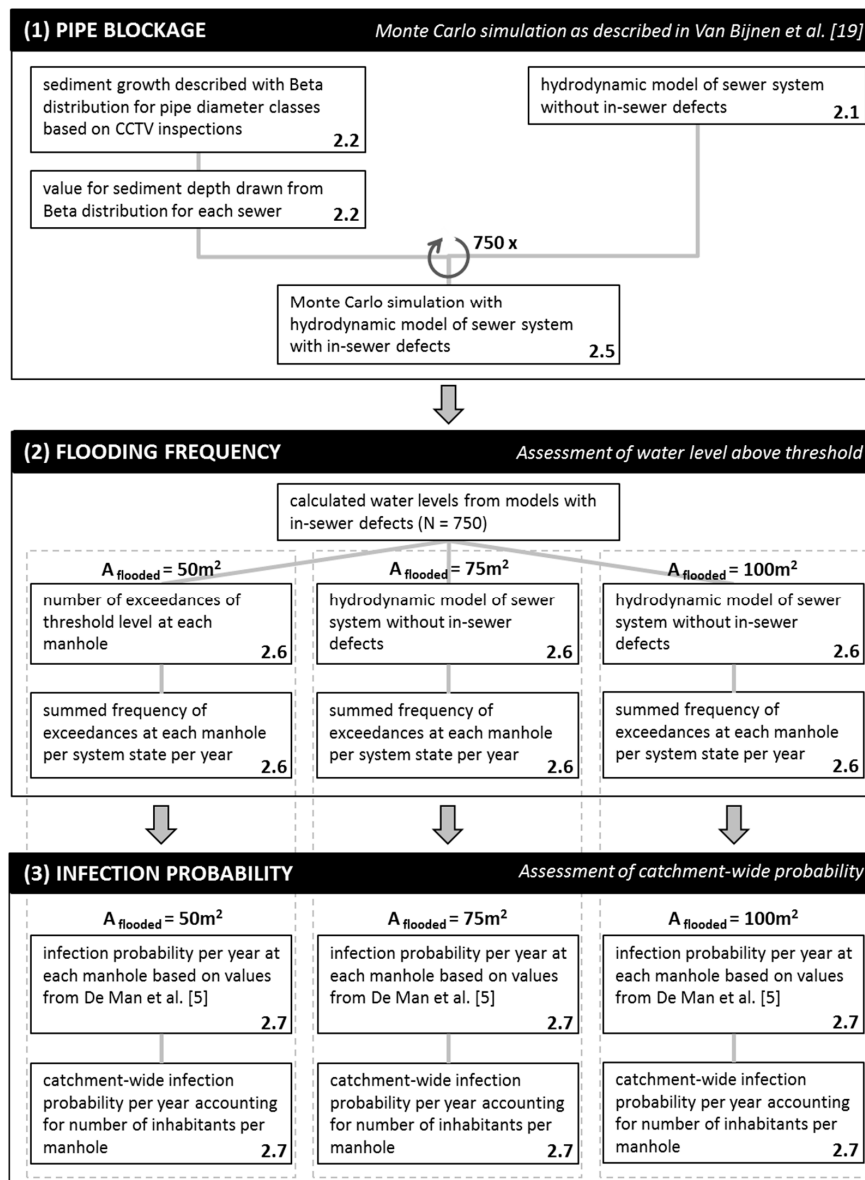 (1) PIPE BLOCKAGE
Monte Carlo simulation as described in Van Bijnen et al. [19]
sediment growth described with Beta
distribution for pipe diameter classes
based on CCTV inspections
2.2
hydrodynamic model of sewer system
without in-sewer defects
2.1
value for sediment depth drawn from
Beta distribution for each sewer
2.2
750 x
Monte Carlo simulation with
hydrodynamic model of sewer system
with in-sewer defects
2.5
(2) FLOODING FREQUENCY
Assessment of water level above threshold
calculated water levels from models with
in-sewer defects (N = 750)
A flooded = 50m²
number of exceedances of
threshold level at each
manhole
2.6
summed frequency of
exceedances at each manhole
per system state per year
2.6
A flooded = 75m²
hydrodynamic model of sewer
system without in-sewer
defects
2.6
summed frequency of
exceedances at each manhole
per system state per year
2.6
A flooded = 100m²
hydrodynamic model of sewer
system without in-sewer
defects
2.6
summed frequency of
exceedances at each manhole
per system state per year
2.6
(3) INFECTION PROBABILITY
Assessment of catchment-wide probability
A flooded = 50m²
infection probability per year at
each manhole based on values
from De Man et al. [5]
2.7
catchment-wide infection
probability per year accounting
for number of inhabitants per
manhole
2.7
A flooded = 75m²
infection probability per year at
each manhole based on values
from De Man et al. [5]
2.7
catchment-wide infection
probability per year accounting
for number of inhabitants per
manhole
2.7
A flooded = 100m²
infection probability per year at
each manhole based on values
from De Man et al. [5]
2.7
catchment-wide infection
probability per year accounting
for number of inhabitants per
manhole
2.7